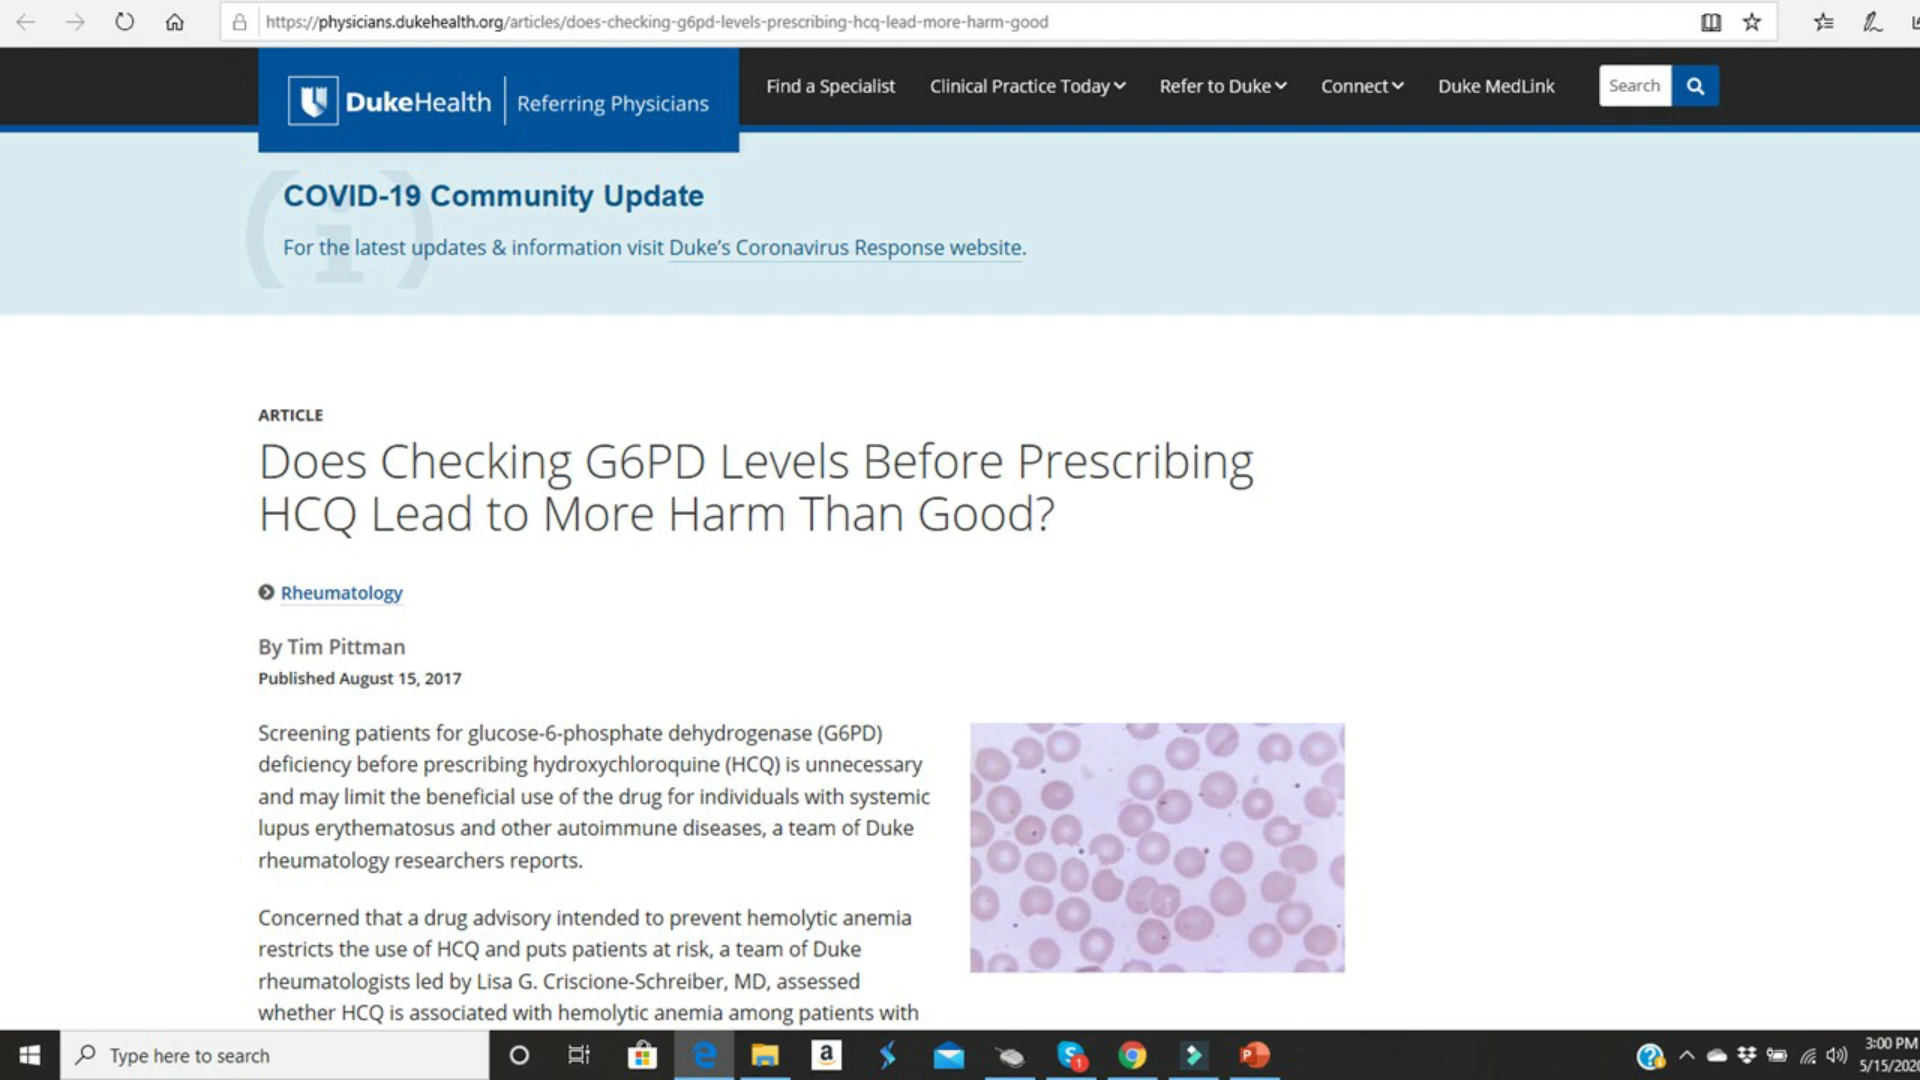 https://physicians.dukehealth.org/articles/does-checking-g6pd-levels-prescribing-hcq-lead-more-harm-good
DukeHealth Referring Physicians
Find a Specialist
Clinical Practice Today
Refer to Duke
Connect
Duke MedLink
Search
COVID-19 Community Update
For the latest updates & information visit Duke's Coronavirus Response website.
ARTICLE
Does Checking G6PD Levels Before Prescribing
HCQ Lead to More Harm Than Good?
Rheumatology
By Tim Pittman
Published August 15, 2017
Screening patients for glucose-6-phosphate dehydrogenase (G6PD)
deficiency before prescribing hydroxychloroquine (HCQ) is unnecessary
and may limit the beneficial use of the drug for individuals with systemic
lupus erythematosus and other autoimmune diseases, a team of Duke
rheumatology researchers reports.
Concerned that a drug advisory intended to prevent hemolytic anemia
restricts the use of HCQ and puts patients at risk, a team of Duke
rheumatologists led by Lisa G. Criscione-Schreiber, MD, assessed
whether HCQ is associated with hemolytic anemia among patients with
Type here to search
3:00 PM
5/15/202